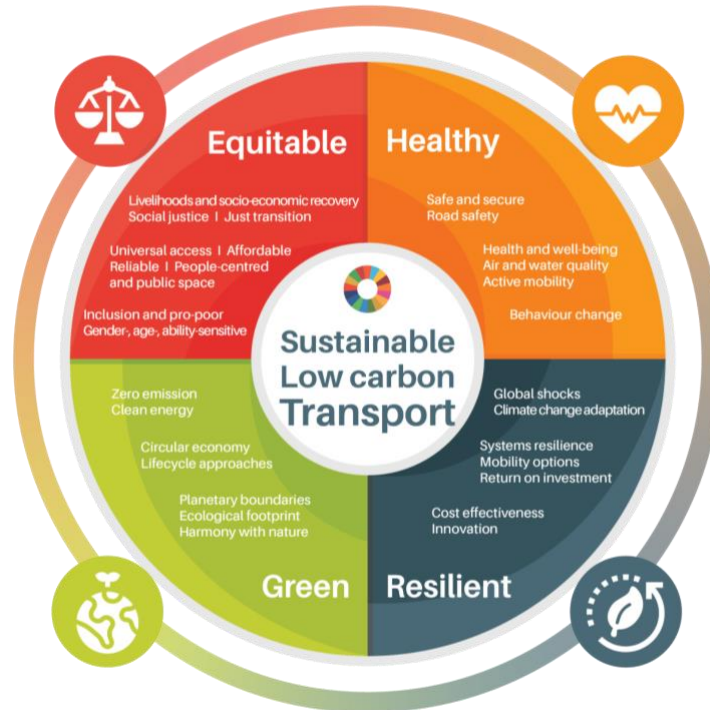 Equitable
Livelihoods and socio-economic recovery
Social justice I Just transition
Universal access I Affordable
Reliable I People-centred
and public space
Inclusion and pro-poor
Gender-, age-, ability-sensitive
Healthy
Safe and secure
Road safety
Health and well-being
Air and water quality
Active mobility
Behaviour change
Sustainable
Low carbon
Transport
Zero emission
Clean energy
Circular economy
Lifecycle approaches
Planetary boundaries
Ecological footprint
Harmony with nature
Green
Global shocks
Climate change adaptation
Systems resilience
Mobility options
Return on investment
Cost effectiveness
Innovation
Resilient